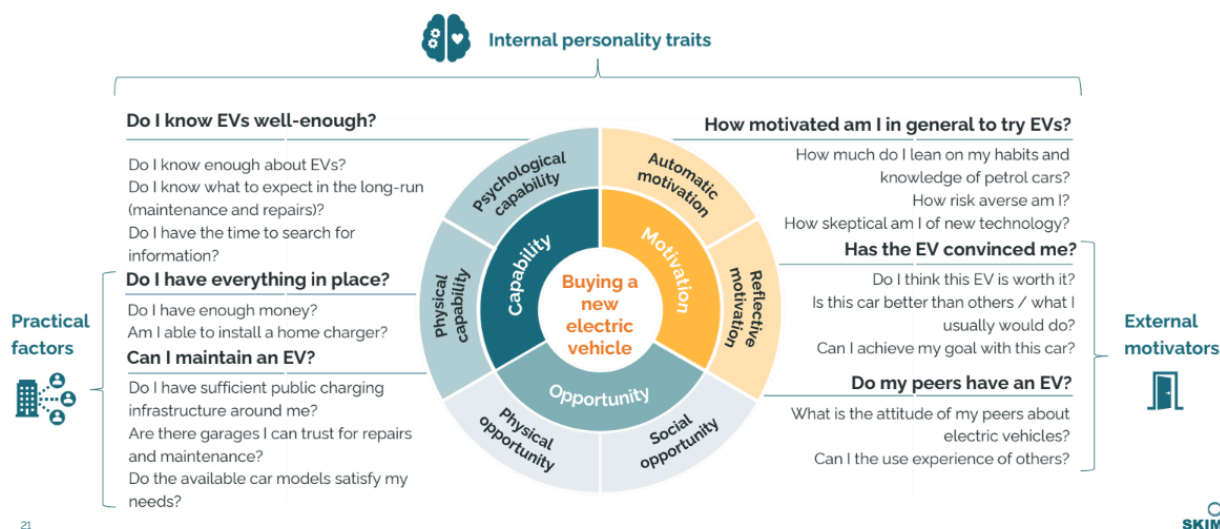 Internal personality traits
Do I know EVs well-enough?
Do I know enough about EVs?
Do I know what to expect in the long-run
(maintenance and repairs)?
Do I have the time to search for
information?
Do I have everything in place?
Do I have enough money?
Am I able to install a home charger?
Can I maintain an EV?
Do I have sufficient public charging
infrastructure around me?
Are there garages I can trust for repairs
and maintenance?
Do the available car models satisfy my
needs?
Practical
factors
Psychological
capability
Physical
capability
Capability
Automatic
motivation
Reflective
motivation
Motivation
Buying a
new
electric
vehicle
Opportunity
Physical
opportunity
Social
opportunity
How motivated am I in general to try EVs?
How much do I lean on my habits and
knowledge of petrol cars?
How risk averse am I?
How skeptical am I of new technology?
Has the EV convinced me?
Do I think this EV is worth it?
Is this car better than others / what I
usually would do?
Can I achieve my goal with this car?
Do my peers have an EV?
What is the attitude of my peers about
electric vehicles?
Can I the use experience of others?
External
motivators
21
SKIM